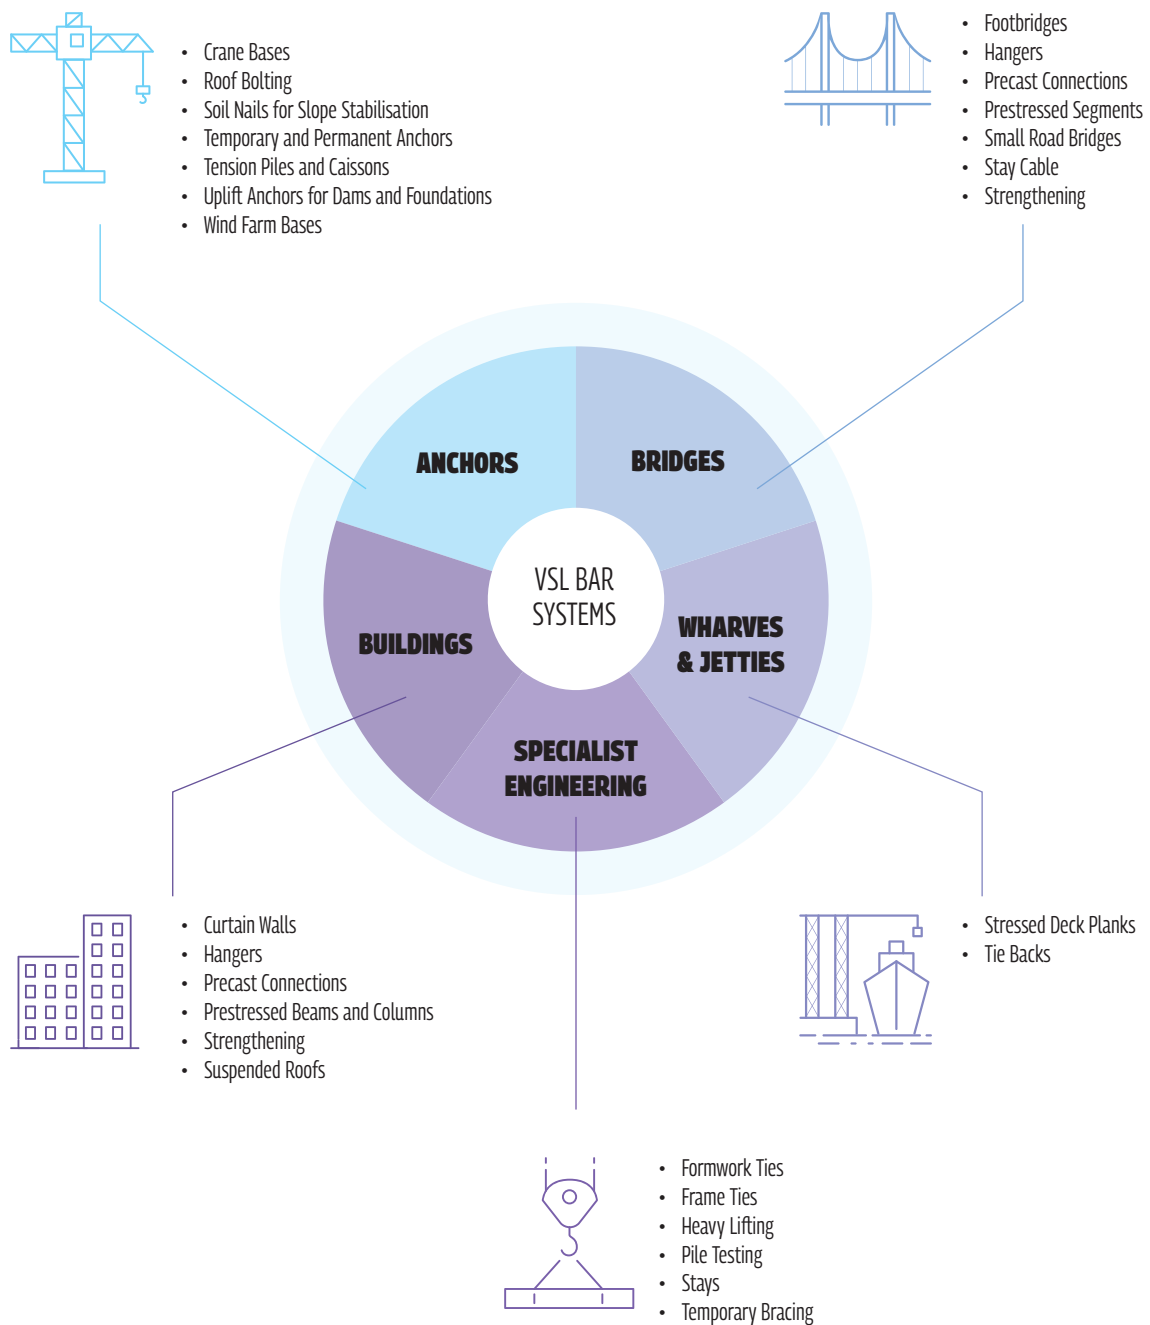 • Crane Bases
• Roof Bolting
• Soil Nails for Slope Stabilisation
• Temporary and Permanent Anchors
• Tension Piles and Caissons
• Uplift Anchors for Dams and Foundations
• Wind Farm Bases
• Footbridges
• Hangers
• Precast Connections
• Prestressed Segments
• Small Road Bridges
• Stay Cable
• Strengthening
ANCHORS
BRIDGES
VSL BAR
SYSTEMS
BUILDINGS
WHARVES
& JETTIES
SPECIALIST
ENGINEERING
• Curtain Walls
• Hangers
• Precast Connections
• Prestressed Beams and Columns
• Strengthening
• Suspended Roofs
• Stressed Deck Planks
• Tie Backs
• Formwork Ties
• Frame Ties
• Heavy Lifting
• Pile Testing
• Stays
• Temporary Bracing